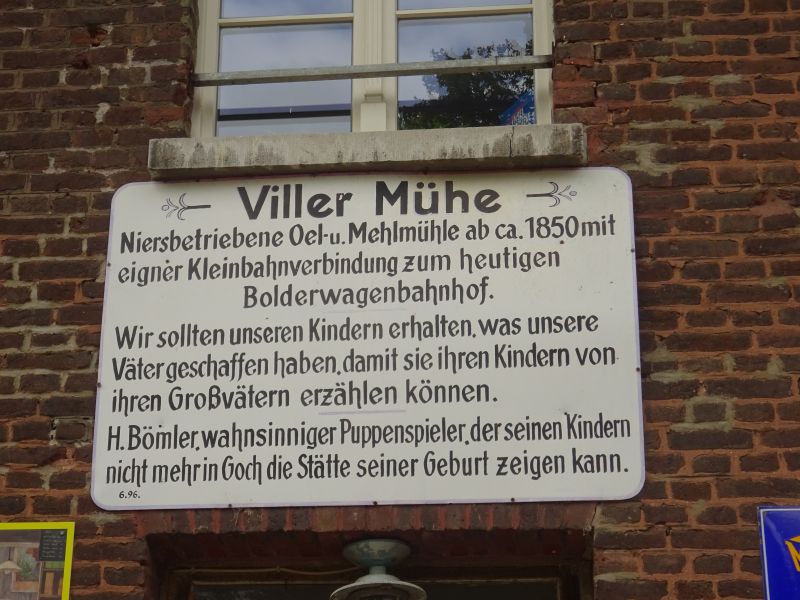 Viller Mühe
Niersbetriebene Oel-u. Mehlmühle ab ca. 1850 mit
eigner Kleinbahnverbindung zum heutigen
Bolderwagenbahnhof.
Wir sollten unseren Kindern erhalten, was unsere
Väter geschaffen haben, damit sie ihren Kindern von
ihren Großvätern erzählen können.
H. Bömler, wahnsinniger Puppenspieler, der seinen Kindern
nicht mehr in Goch die Stätte seiner Geburt zeigen kann.
6.96.